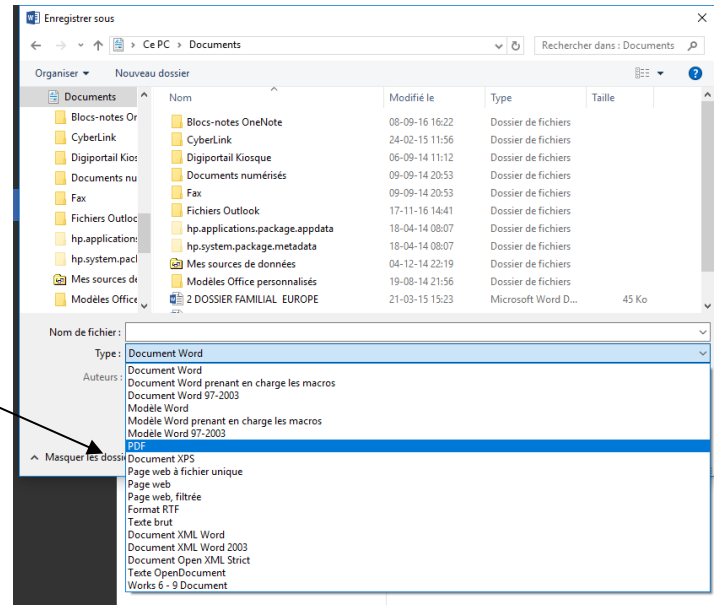 Enregistrer sous
Ce PC > Documents
Rechercher dans : Documents
Organiser Nouveau dossier
Documents
Blocs-notes Or
CyberLink
Digiportail Kios
Documents nu
Fax
Fichiers Outloc
hp.application:
hp.system.pacl
Mes sources de
Modèles Office
Nom Modifié le Type Taille
Blocs-notes OneNote 08-09-16 16:22 Dossier de fichiers
CyberLink 24-02-15 11:56 Dossier de fichiers
Digiportail Kiosque 06-09-14 11:12 Dossier de fichiers
Documents numérisés 09-09-14 20:53 Dossier de fichiers
Fax 09-09-14 20:53 Dossier de fichiers
Fichiers Outlook 17-11-16 14:41 Dossier de fichiers
hp.applications.package.appdata 18-04-14 08:07 Dossier de fichiers
hp.system.package.metadata 18-04-14 08:07 Dossier de fichiers
Mes sources de données 04-12-14 22:19 Dossier de fichiers
Modèles Office personnalisés 19-08-14 21:56 Dossier de fichiers
2 DOSSIER FAMILIAL EUROPE 21-03-15 15:23 Microsoft Word D... 45 Ko
Nom de fichier :
Type : Document Word
Auteurs :
Document Word
Document Word prenant en charge les macros
Document Word 97-2003
Modèle Word
Modèle Word prenant en charge les macros
Modèle Word 97-2003
PDF
Document XPS
Page web à fichier unique
Page web
Page web, filtrée
Format RTF
Texte brut
Document XML Word
Document XML Word 2003
Document Open XML Strict
Texte OpenDocument
Works 6 - 9 Document
Masquer les dossie